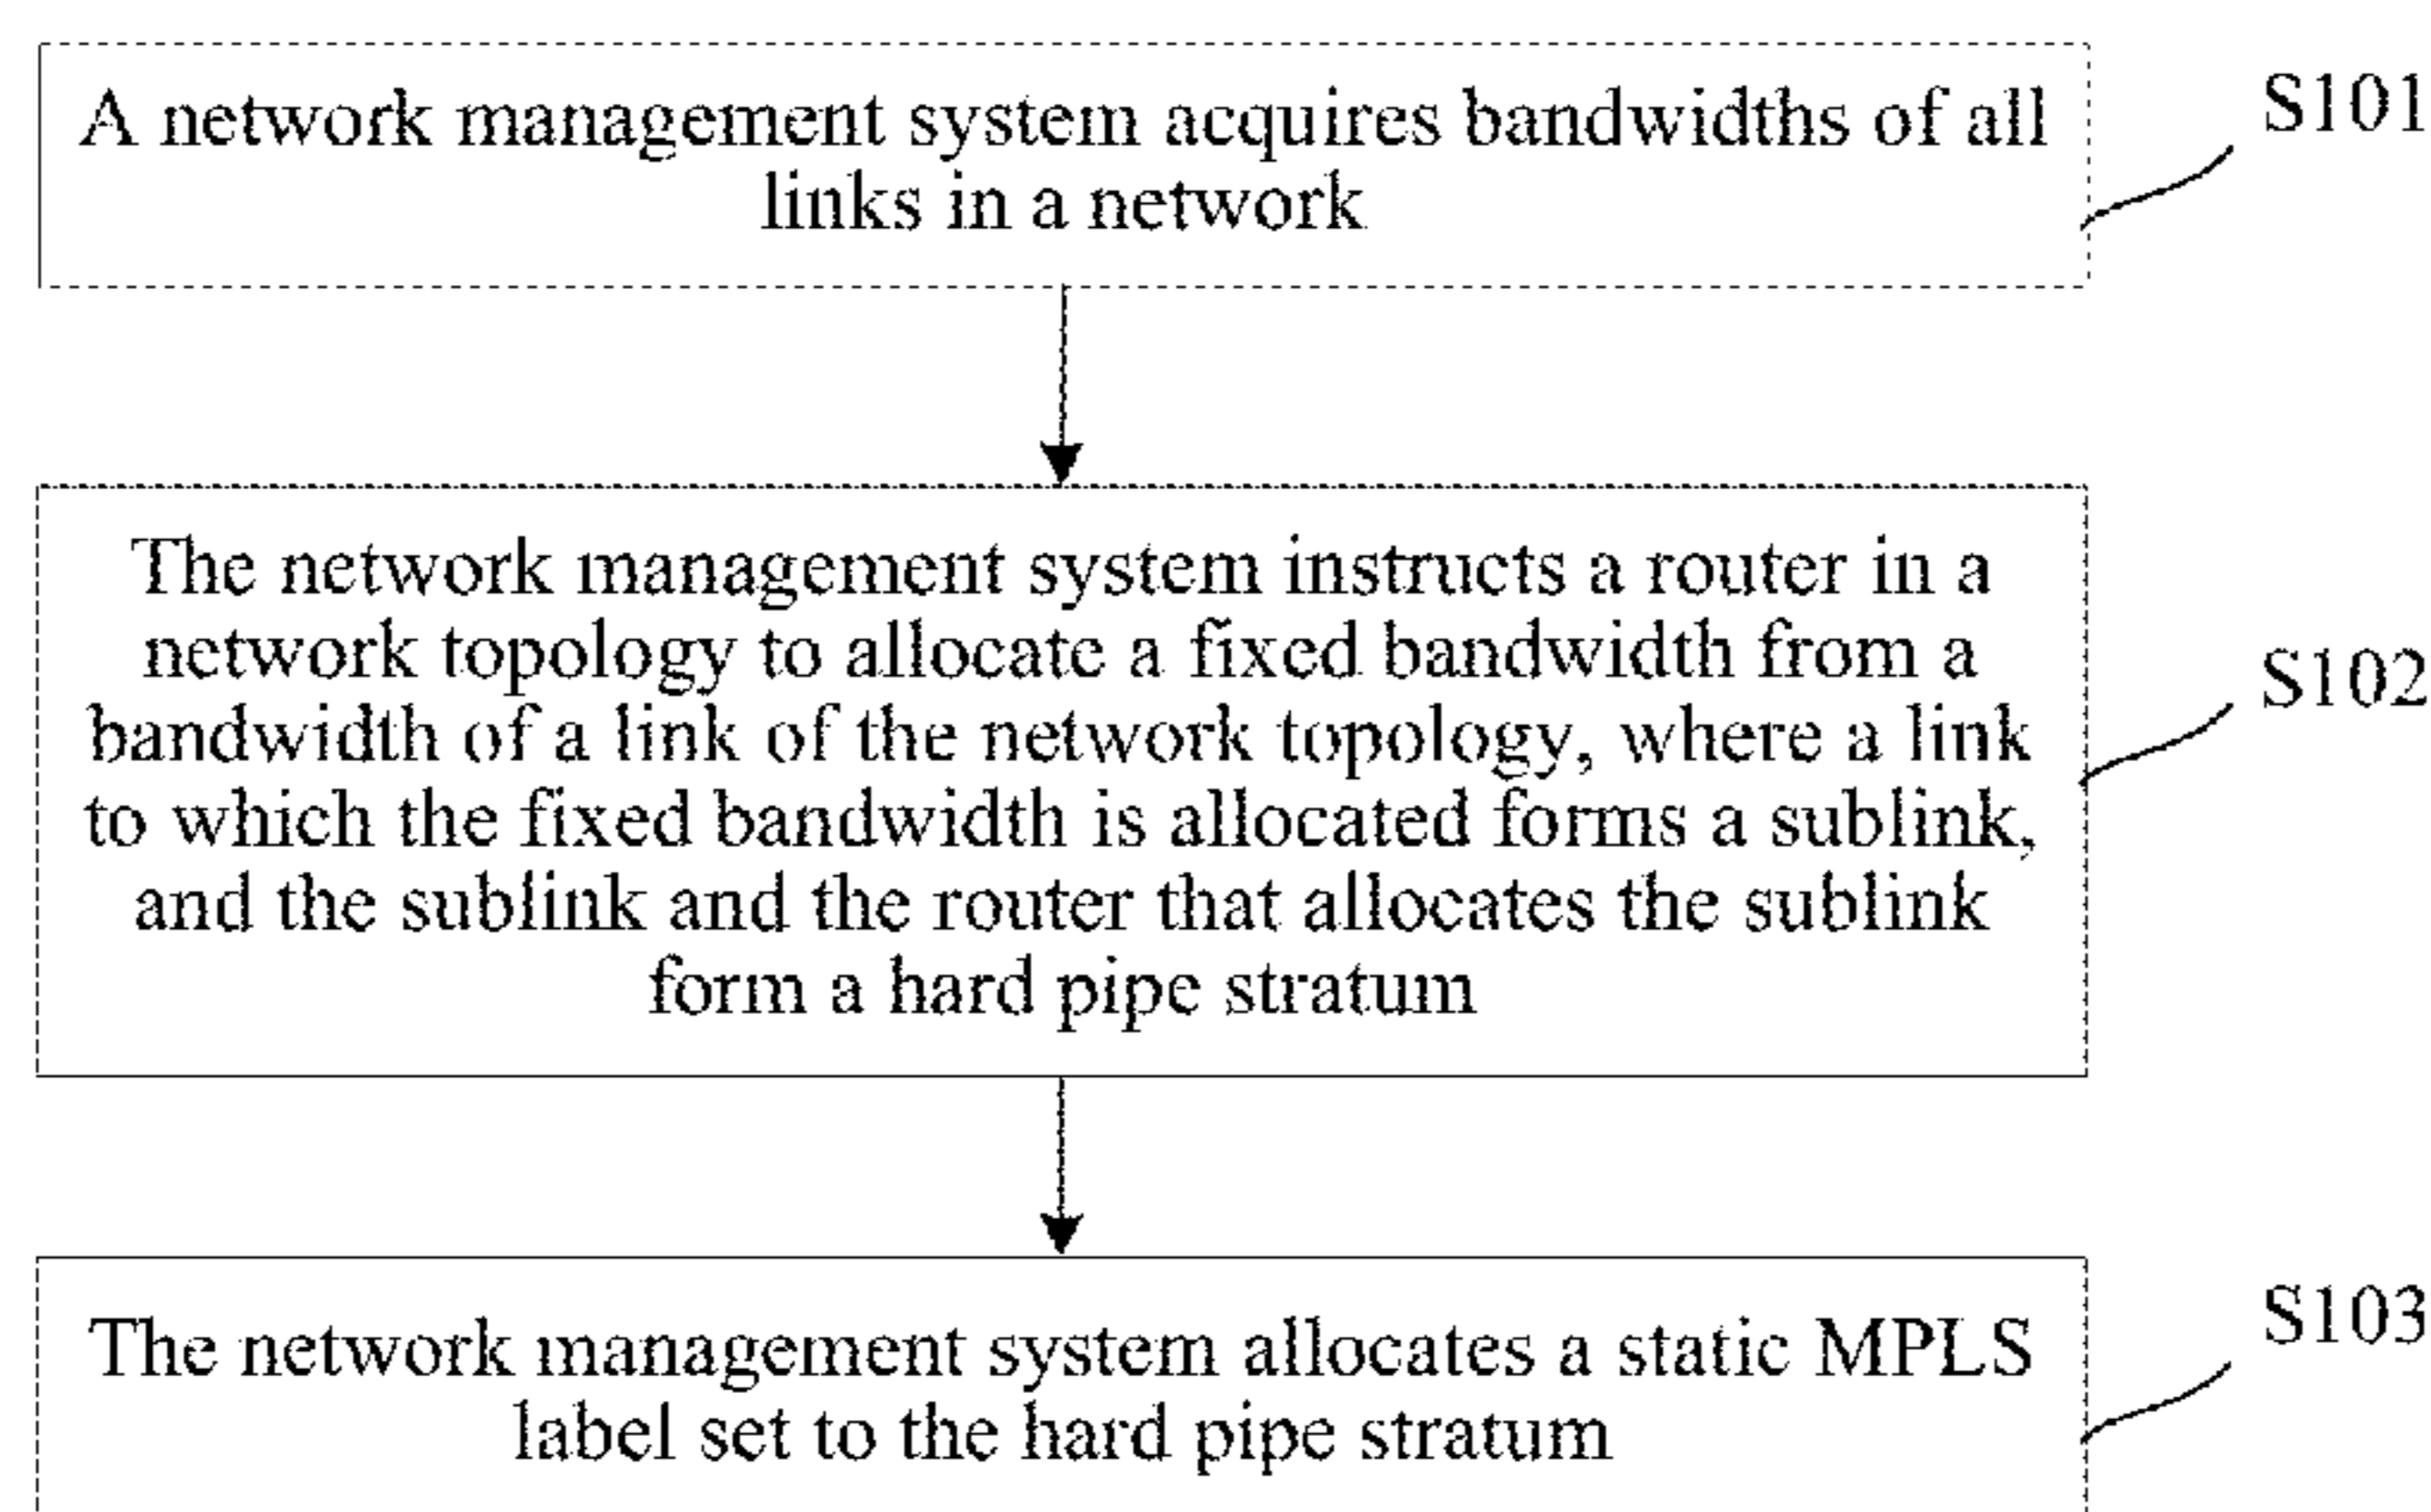 A network management system acquires bandwidths of all
links in a network
S101
The network management system instructs a router in a
network topology to allocate a fixed bandwidth from a
bandwidth of a link of the network topology, where a link
to which the fixed bandwidth is allocated forms a sublink,
and the sublink and the router that allocates the sublink
form a hard pipe stratum
S102
The network management system allocates a static MPLS
label set to the hard pipe stratum
S103